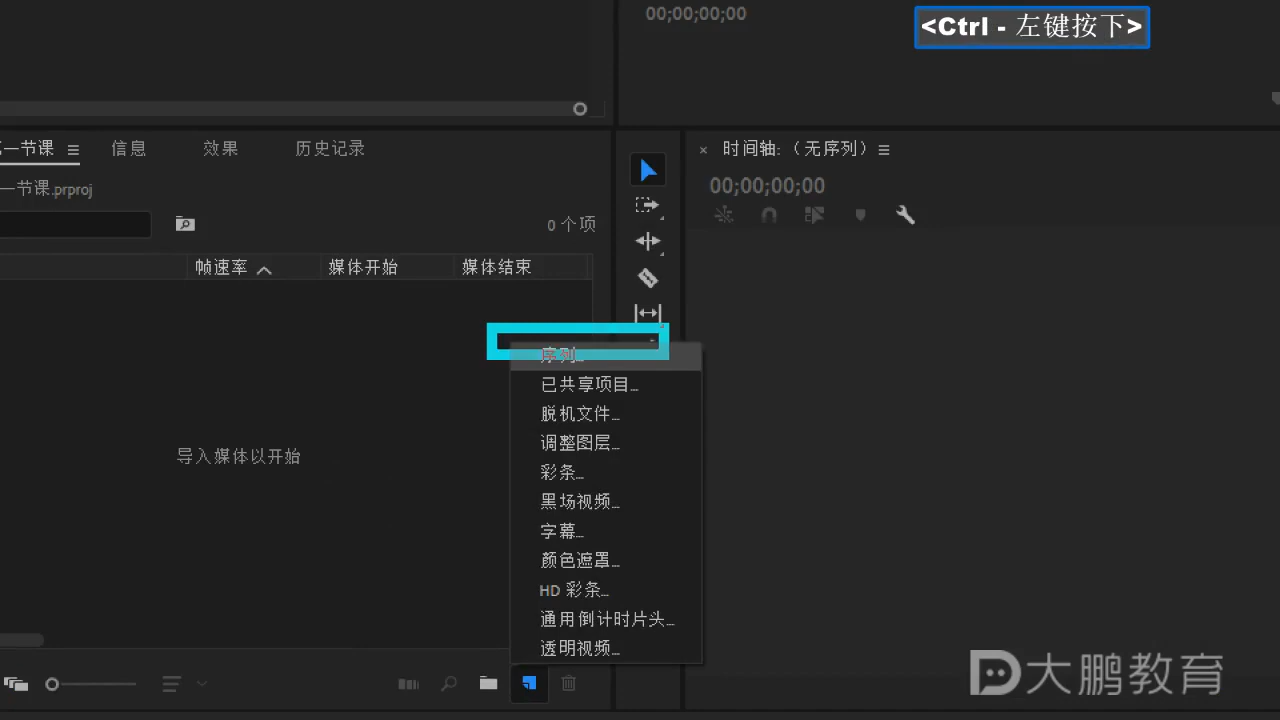 00;00;00;00
<Ctrl - 左键按下>
一节课
信息
效果
历史记录
一节课.prproj
0 个项
帧速率
媒体开始
媒体结束
导入媒体以开始
× 时间轴:（无序列）
00;00;00;00
序列...
已共享项目...
脱机文件...
调整图层...
彩条...
黑场视频...
字幕...
颜色遮罩...
HD 彩条...
通用倒计时片头...
透明视频...
大鹏教育